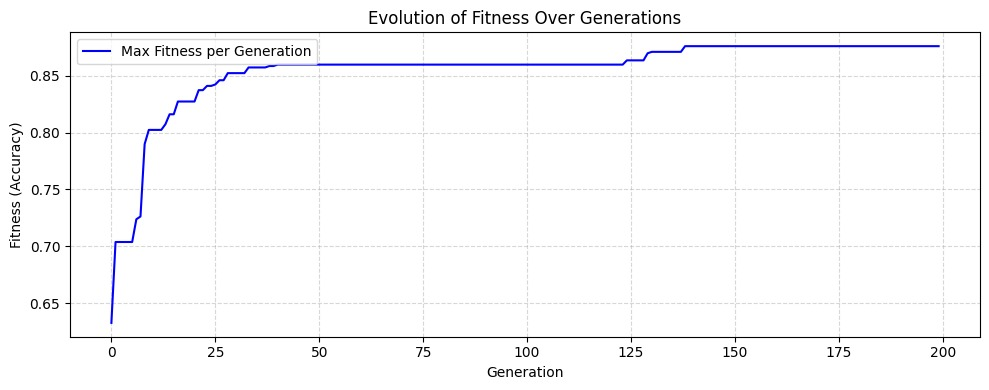 Evolution of Fitness Over Generations
Max Fitness per Generation
Fitness (Accuracy)
0.85
0.80
0.75
0.70
0.65
0 25 50 75 100 125 150 175 200
Generation